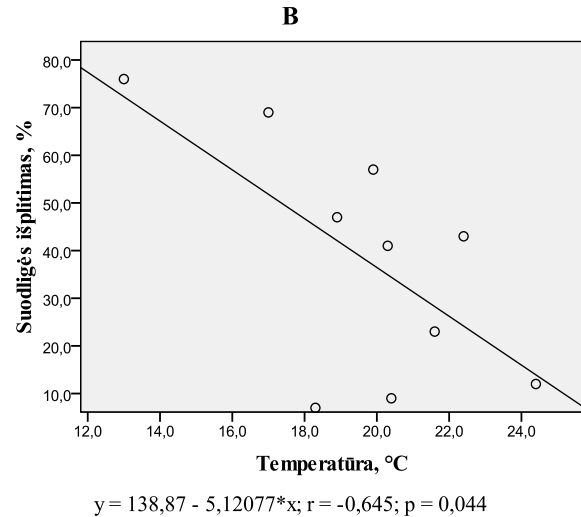 B
Suodligės išplitimas, %
80,0
70,0
60,0
50,0
40,0
30,0
20,0
10,0
12,0 14,0 16,0 18,0 20,0 22,0 24,0
Temperatūra, °C
y = 138,87 - 5,12077*x; r = -0,645; p = 0,044